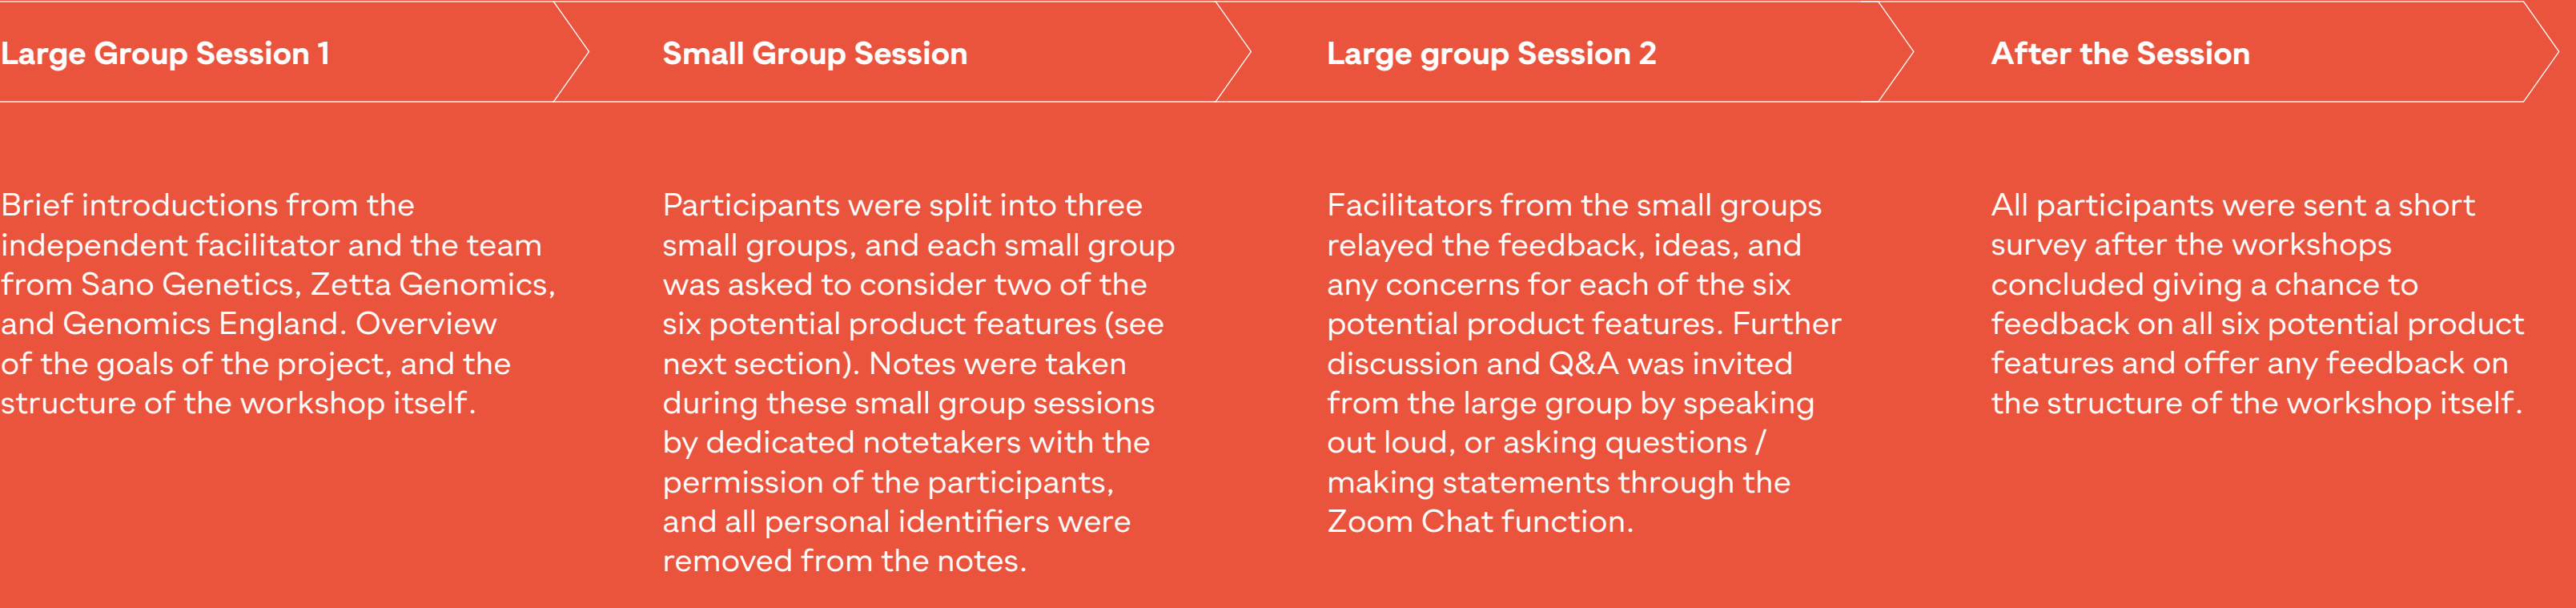 Large Group Session 1
Brief introductions from the
independent facilitator and the team
from Sano Genetics, Zetta Genomics,
and Genomics England. Overview
of the goals of the project, and the
structure of the workshop itself.
Small Group Session
Participants were split into three
small groups, and each small group
was asked to consider two of the
six potential product features (see
next section). Notes were taken
during these small group sessions
by dedicated notetakers with the
permission of the participants,
and all personal identifiers were
removed from the notes.
Large group Session 2
Facilitators from the small groups
relayed the feedback, ideas, and
any concerns for each of the six
potential product features. Further
discussion and Q&A was invited
from the large group by speaking
out loud, or asking questions /
making statements through the
Zoom Chat function.
After the Session
All participants were sent a short
survey after the workshops
concluded giving a chance to
feedback on all six potential product
features and offer any feedback on
the structure of the workshop itself.